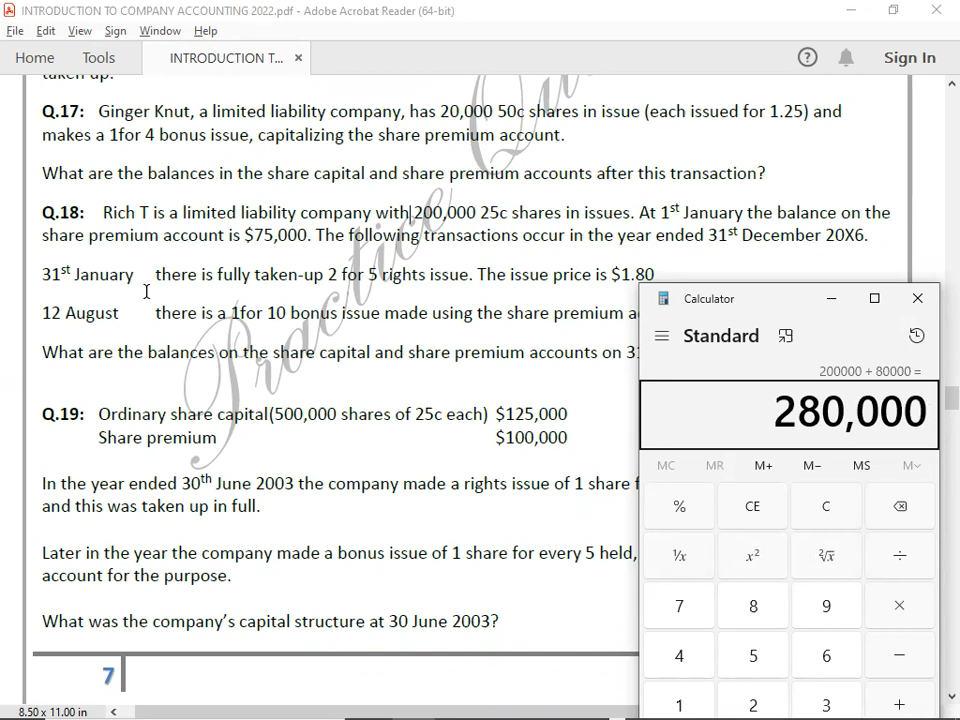 INTRODUCTION TO COMPANY ACCOUNTING 2022.pdf - Adobe Acrobat Reader (64-bit)
File Edit View Sign Window Help
Home Tools INTRODUCTION T... × Sign In
taken up.
Q.17: Ginger Knut, a limited liability company, has 20,000 50c shares in issue (each issued for 1.25) and
makes a 1for 4 bonus issue, capitalizing the share premium account.
What are the balances in the share capital and share premium accounts after this transaction?
Q.18: Rich T is a limited liability company with 200,000 25c shares in issues. At 1st January the balance on the
share premium account is $75,000. The following transactions occur in the year ended 31st December 20X6.
31st January there is fully taken-up 2 for 5 rights issue. The issue price is $1.80
12 August there is a 1for 10 bonus issue made using the share premium a
What are the balances on the share capital and share premium accounts on 3
Q.19: Ordinary share capital(500,000 shares of 25c each) $125,000
Share premium $100,000
In the year ended 30th June 2003 the company made a rights issue of 1 share
and this was taken up in full.
Later in the year the company made a bonus issue of 1 share for every 5 held,
account for the purpose.
What was the company's capital structure at 30 June 2003?
7
8.50 x 11.00 in
Practice Qu
Calculator
Standard
200000 + 80000 =
280,000
MC MR M+ M− MS M˅
% CE C
¹/x x² ²√x ÷
7 8 9 ×
4 5 6 −
1 2 3 +